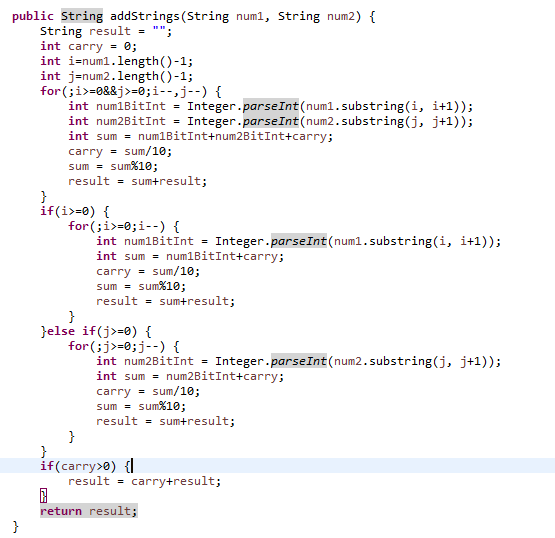 public String addStrings(String num1, String num2) {
    String result = "";
    int carry = 0;
    int i=num1.length()-1;
    int j=num2.length()-1;
    for(;i>=0&&j>=0;i--,j--) {
        int num1BitInt = Integer.parseInt(num1.substring(i, i+1));
        int num2BitInt = Integer.parseInt(num2.substring(j, j+1));
        int sum = num1BitInt+num2BitInt+carry;
        carry = sum/10;
        sum = sum%10;
        result = sum+result;
    }
    if(i>=0) {
        for(;i>=0;i--) {
            int num1BitInt = Integer.parseInt(num1.substring(i, i+1));
            int sum = num1BitInt+carry;
            carry = sum/10;
            sum = sum%10;
            result = sum+result;
        }
    }else if(j>=0) {
        for(;j>=0;j--) {
            int num2BitInt = Integer.parseInt(num2.substring(j, j+1));
            int sum = num2BitInt+carry;
            carry = sum/10;
            sum = sum%10;
            result = sum+result;
        }
    }
    if(carry>0) {
        result = carry+result;
    }
    return result;
}